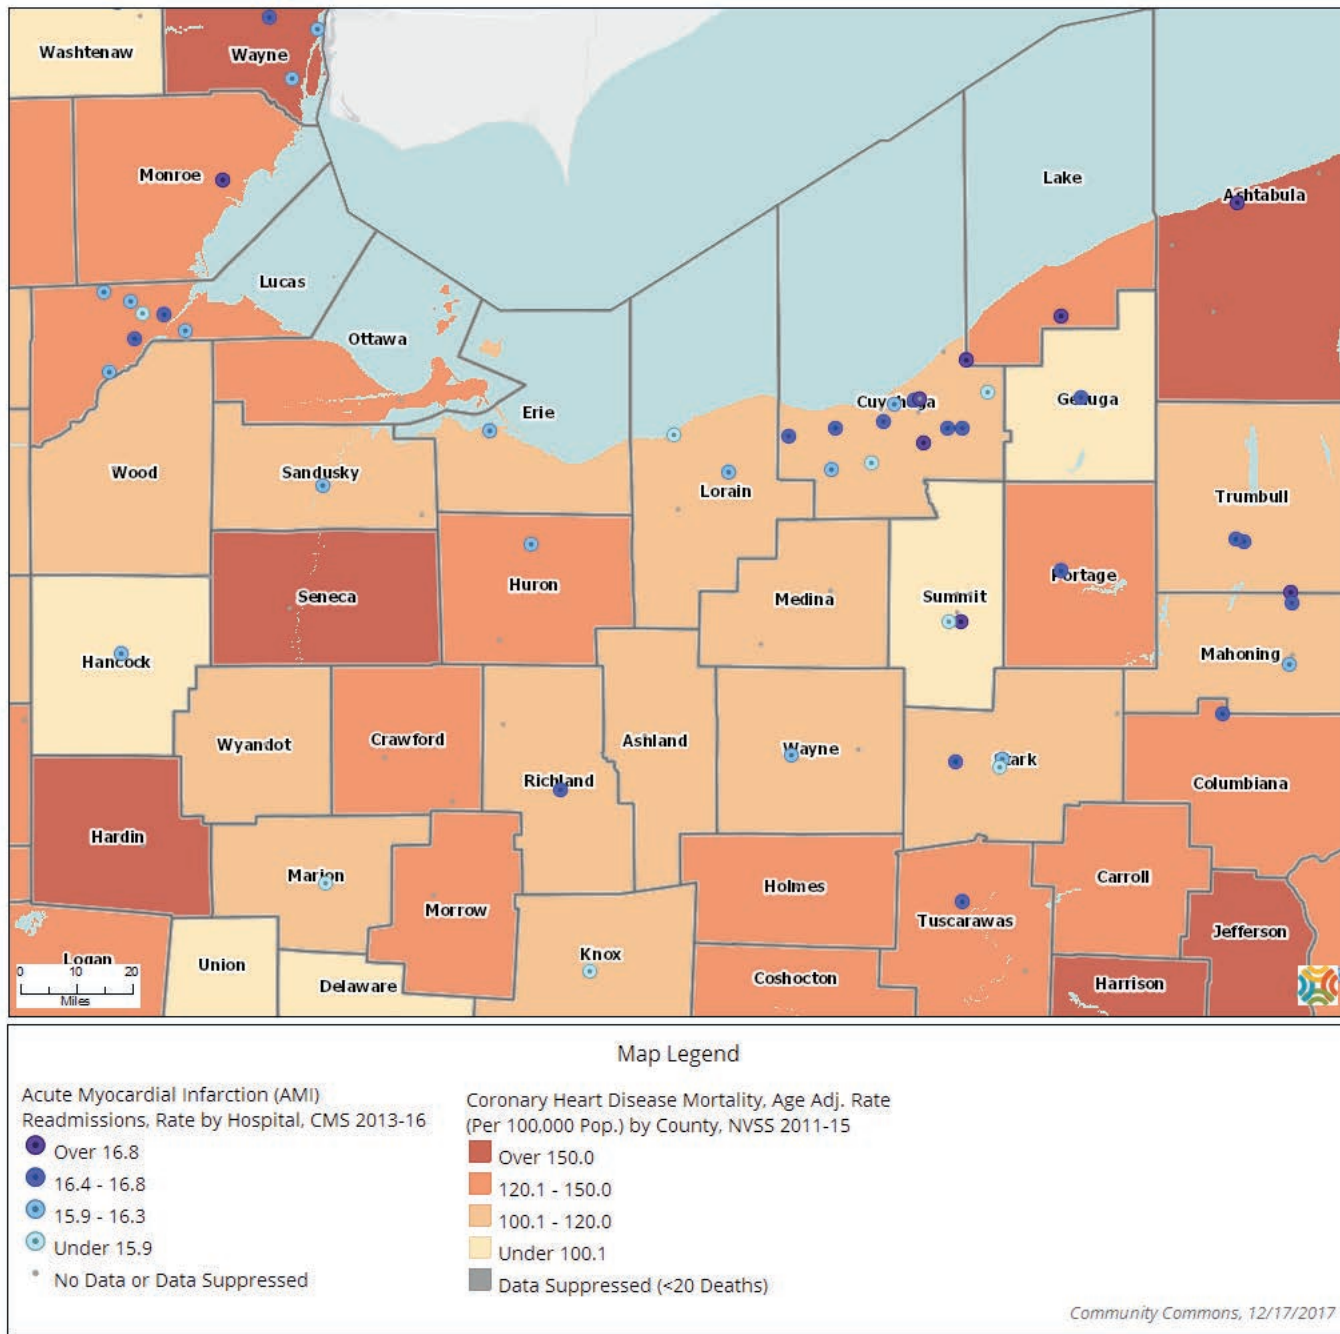 Washtenaw
Wayne
Monroe
Lake
Ashtabula
Lucas
Ottawa
Erie
Cuyahoga
Geauga
Wood
Sandusky
Lorain
Trumbull
Seneca
Huron
Medina
Summit
Portage
Hancock
Mahoning
Wyandot
Crawford
Ashland
Wayne
Stark
Richland
Columbiana
Hardin
Marion
Holmes
Carroll
Morrow
Tuscarawas
Jefferson
Logan
Union
Knox
Delaware
Coshocton
Harrison
0 10 20
Miles
Map Legend
Acute Myocardial Infarction (AMI)
Readmissions, Rate by Hospital, CMS 2013-16
Over 16.8
16.4 - 16.8
15.9 - 16.3
Under 15.9
No Data or Data Suppressed
Coronary Heart Disease Mortality, Age Adj. Rate
(Per 100,000 Pop.) by County, NVSS 2011-15
Over 150.0
120.1 - 150.0
100.1 - 120.0
Under 100.1
Data Suppressed (<20 Deaths)
Community Commons, 12/17/2017